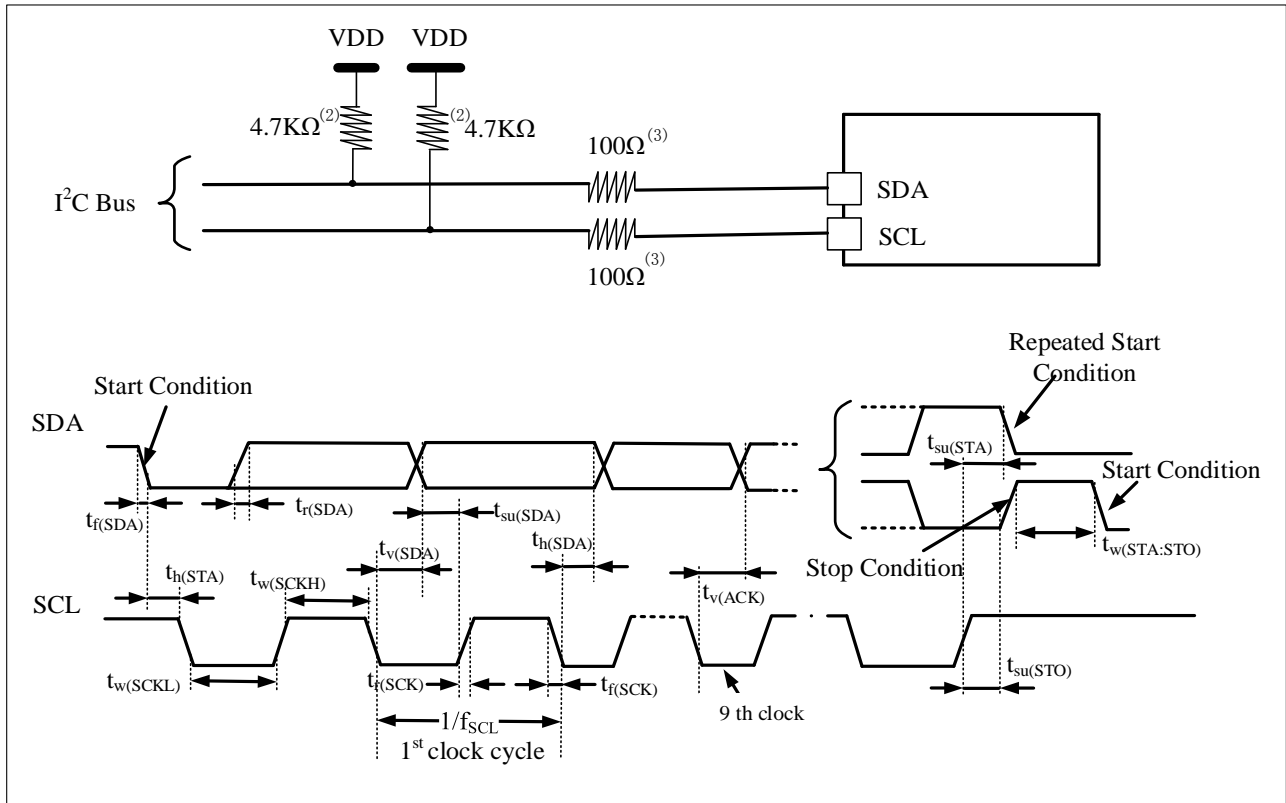 VDD VDD
4.7KΩ(2) (2)4.7KΩ
100Ω(3)
I2C Bus
SDA
SCL
100Ω(3)
Repeated Start
Condition
Start Condition
SDA
tsu(STA)
Start Condition
tf(SDA)
tr(SDA)
tsu(SDA)
tv(SDA)
th(SDA)
tw(STA:STO)
Stop Condition
th(STA)
tw(SCKH)
tv(ACK)
SCL
tw(SCKL)
tf(SCK)
tf(SCK)
tsu(STO)
9 th clock
1/fSCL
1st clock cycle